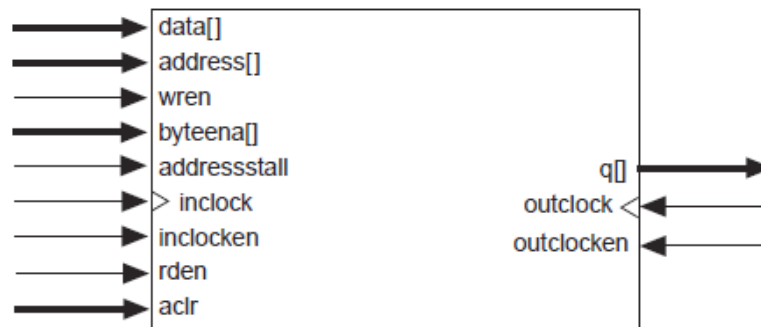 data[]
address[]
wren
byteena[]
addressstall
q[]
inclock
outclock
inclocken
outclocken
rden
aclr